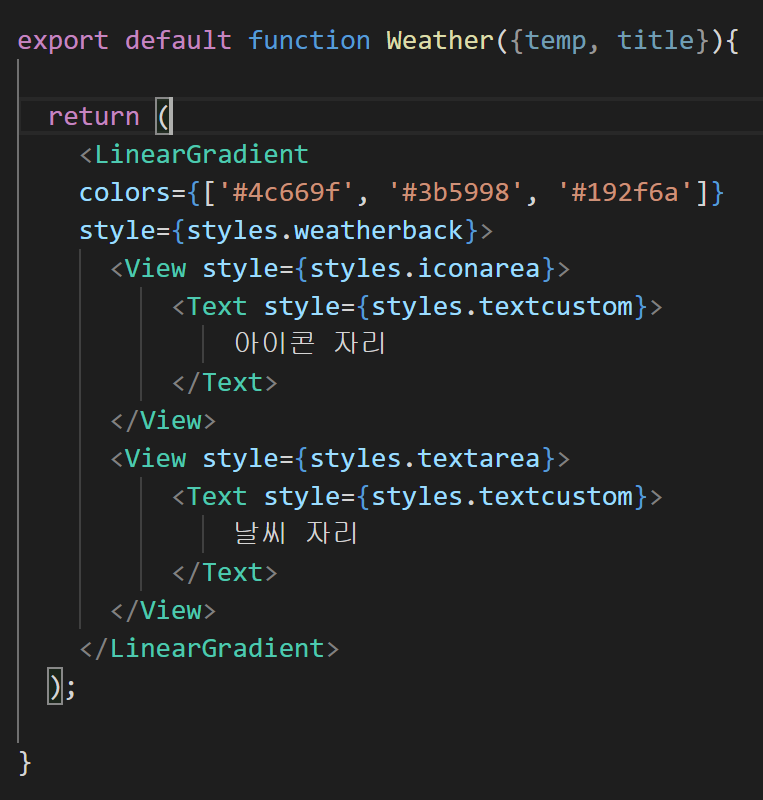 export default function Weather({temp, title}){
return (
<LinearGradient
colors={['#4c669f', '#3b5998', '#192f6a']}
style={styles.weatherback}>
<View style={styles.iconarea}>
<Text style={styles.textcustom}>
아이콘 자리
</Text>
</View>
<View style={styles.textarea}>
<Text style={styles.textcustom}>
날씨 자리
</Text>
</View>
</LinearGradient>
);
}